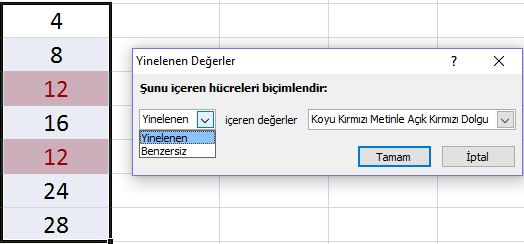 4
8
12
16
12
24
28
Yinelenen Değerler
?
Şunu içeren hücreleri biçimlendir:
Yinelenen içeren değerler Koyu Kırmızı Metinle Açık Kırmızı Dolgu
Yinelenen
Benzersiz
Tamam İptal